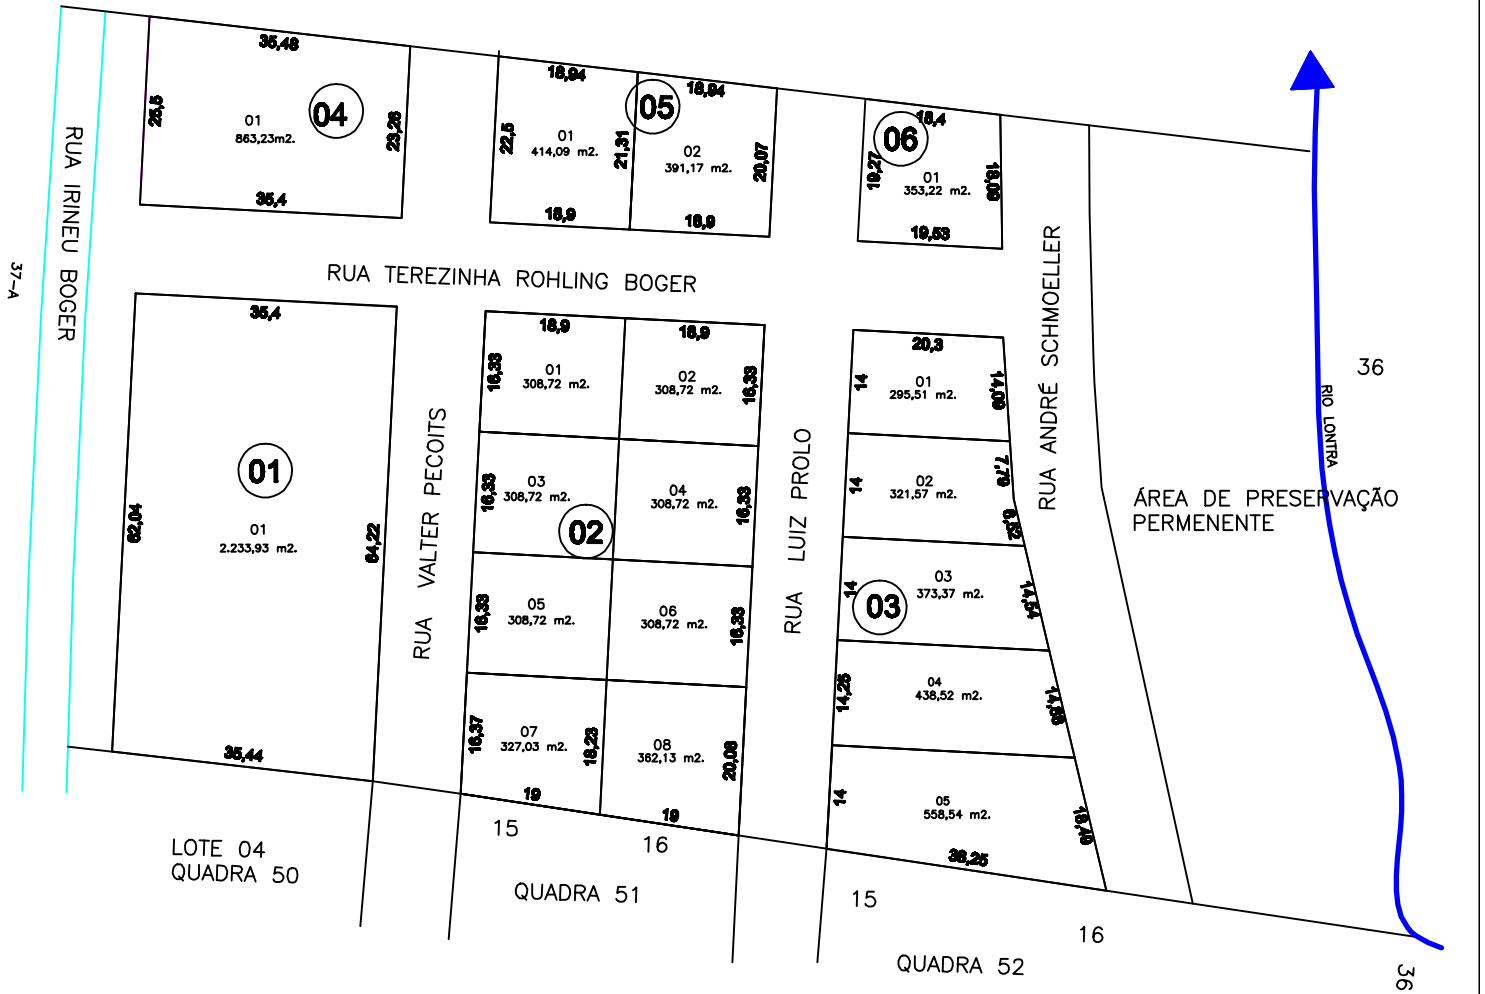 35,48
04
25,5
01
863,23m2.
23,26
35,4
18,94
05
18,94
22,5
01
414,09 m2.
21,31
02
391,17 m2.
20,07
18,9
18,9
18,4
06
19,27
01
353,22 m2.
18,09
19,53
RUA IRINEU BOGER
37-A
RUA TEREZINHA ROHLING BOGER
RUA ANDRÉ SCHMOELLER
36
RIO LONTRA
ÁREA DE PRESERVAÇÃO
PERMENENTE
35,4
01
62,04
01
2.233,93 m2.
64,22
35,44
RUA VALTER PECOITS
18,9
18,9
16,33
01
308,72 m2.
02
308,72 m2.
16,33
16,33
03
308,72 m2.
04
308,72 m2.
16,33
02
16,33
05
308,72 m2.
06
308,72 m2.
16,33
16,37
07
327,03 m2.
18,23
08
362,13 m2.
20,08
19
19
RUA LUIZ PROLO
20,3
14
01
295,51 m2.
14,09
14
02
321,57 m2.
7,79
6,52
14
03
03
373,37 m2.
14,54
14,25
04
438,52 m2.
14
05
558,54 m2.
38,25
LOTE 04
QUADRA 50
15
16
QUADRA 51
15
16
QUADRA 52
36